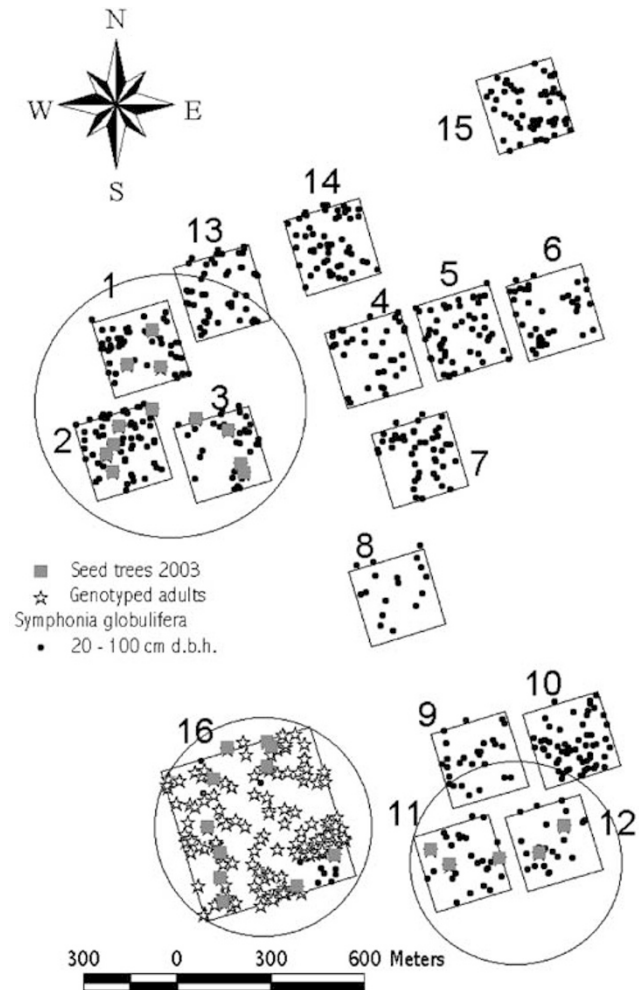 N
W E
S
15
14
13
1
6
5
4
3
2
7
8
Seed trees 2003
Genotyped adults
Symphonia globulifera
20 - 100 cm d.b.h.
16
9
10
11
12
300 0 300 600 Meters